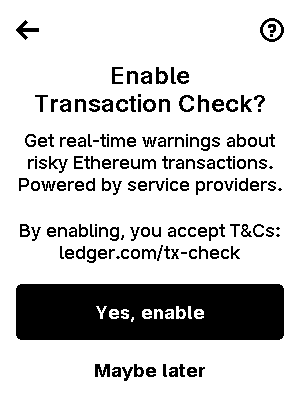 Enable
Transaction Check?
Get real-time warnings about
risky Ethereum transactions.
Powered by service providers.
By enabling, you accept T&Cs:
ledger.com/tx-check
Yes, enable
Maybe later